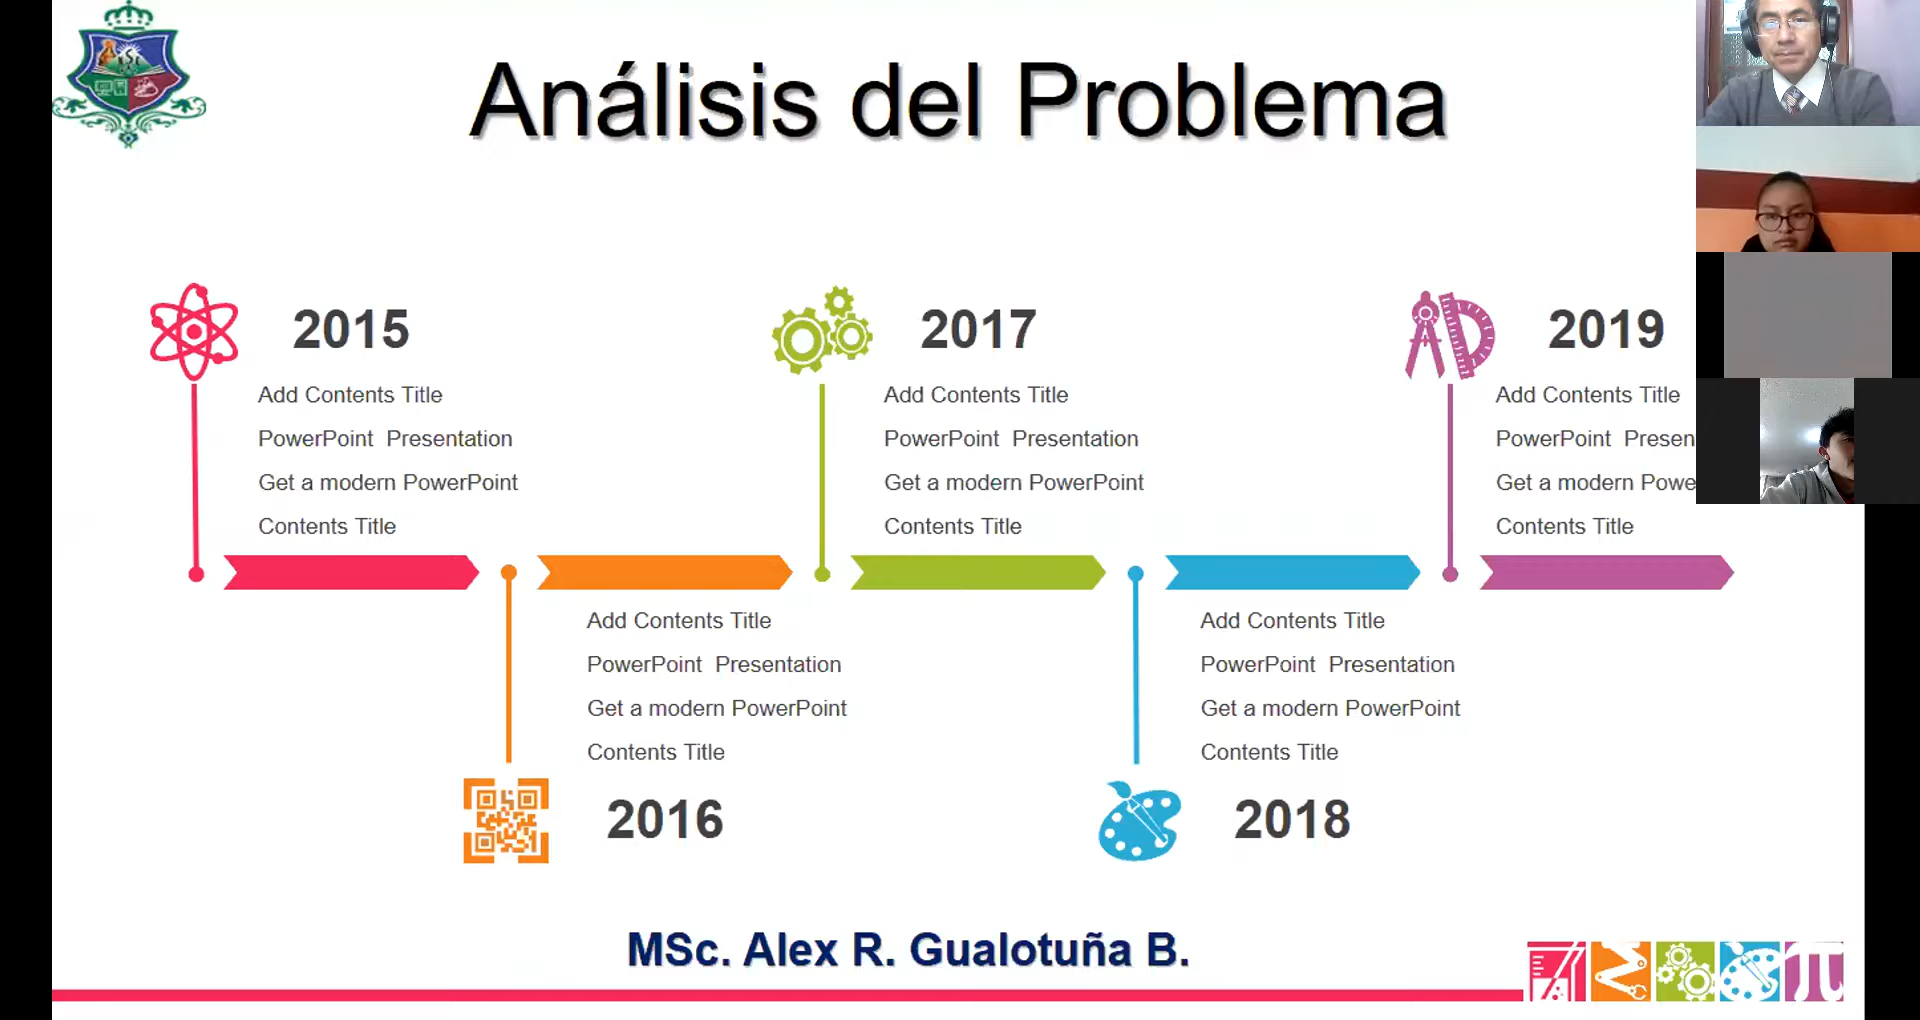 Análisis del Problema
2015
Add Contents Title
PowerPoint Presentation
Get a modern PowerPoint
Contents Title
2017
Add Contents Title
PowerPoint Presentation
Get a modern PowerPoint
Contents Title
2019
Add Contents Title
PowerPoint Presen
Get a modern Powe
Contents Title
Add Contents Title
PowerPoint Presentation
Get a modern PowerPoint
Contents Title
2016
Add Contents Title
PowerPoint Presentation
Get a modern PowerPoint
Contents Title
2018
MSc. Alex R. Gualotuña B.
π